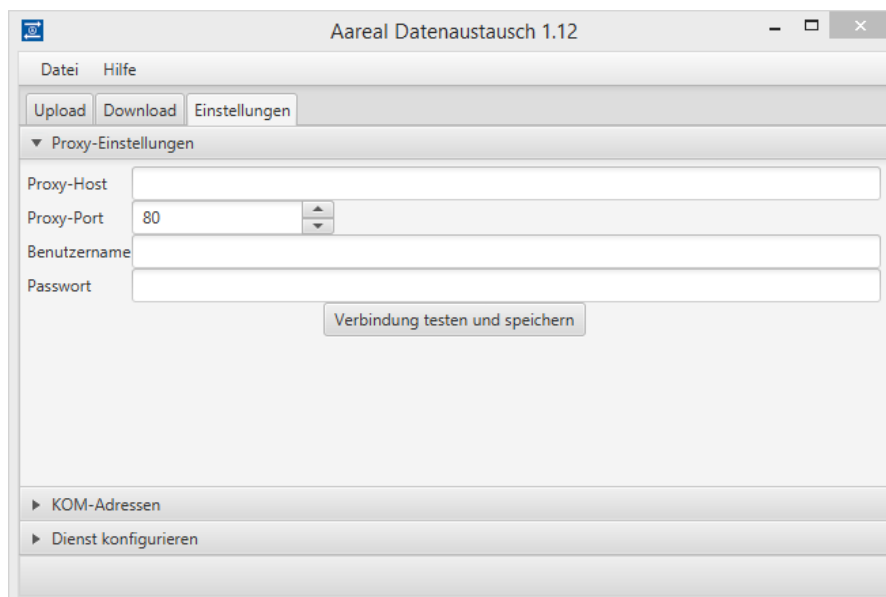 Aareal Datenaustausch 1.12
Datei Hilfe
Upload Download Einstellungen
Proxy-Einstellungen
Proxy-Host
Proxy-Port 80
Benutzername
Passwort
Verbindung testen und speichern
KOM-Adressen
Dienst konfigurieren